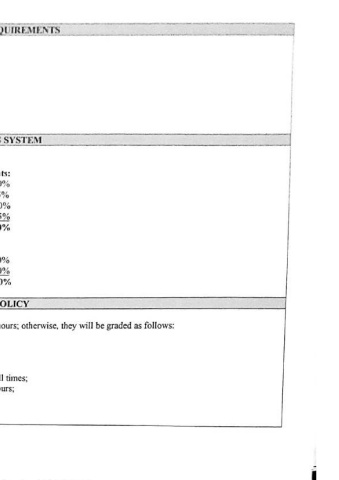 QUIREMENTS
SYSTEM
ts:
0%
%
0%
5%
0%
0%
0%
0%
OLICY
ours; otherwise, they will be graded as follows:
ll times;
urs;